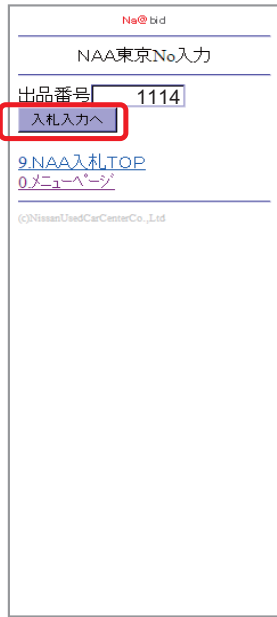 Na@bid
NAA東京No入力
出品番号 1114
入札入力へ
9.NAA入札TOP
0.メニューページ
(c)NissanUsedCarCenterCo.,Ltd